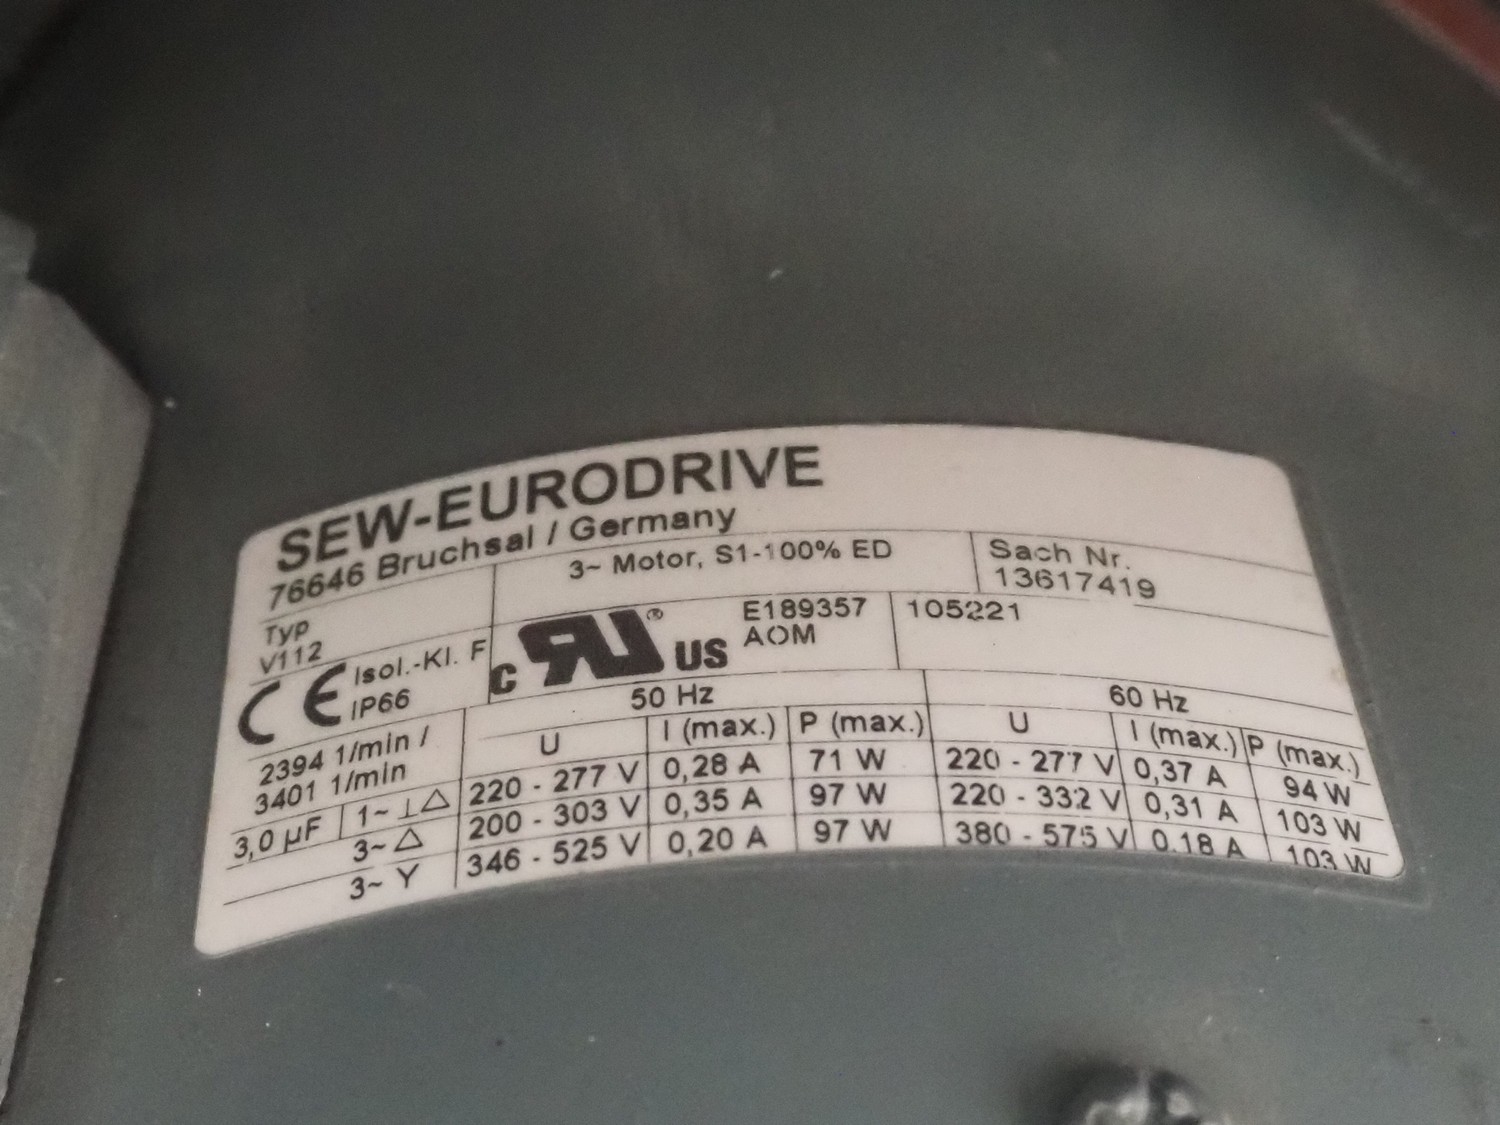 SEW-EURODRIVE
76646 Bruchsal / Germany
3~ Motor, S1-100% ED
Sach Nr.
13617419
Typ
V112
CE Isol.-Kl. F
IP66
c RU ® US
E189357
AOM
105221
50 Hz
60 Hz
2394 1/min /
3401 1/min
U I (max.) P (max.) U I (max.) P (max.)
3,0 µF 1~ ⊥ △ 220 - 277 V 0,28 A 71 W 220 - 277 V 0,37 A 94 W
3~ △ 200 - 303 V 0,35 A 97 W 220 - 332 V 0,31 A 103 W
3~ Y 346 - 525 V 0,20 A 97 W 380 - 575 V 0.18 A 103 W